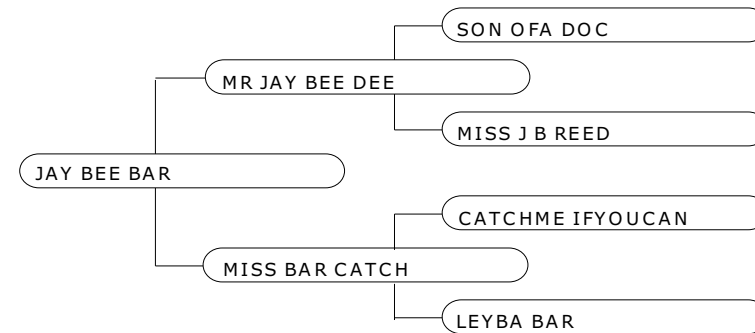 SON OFA DOC
MR JAY BEE DEE
MISS J B REED
JAY BEE BAR
CATCHME IFYOUCAN
MISS BAR CATCH
LEYBA BAR